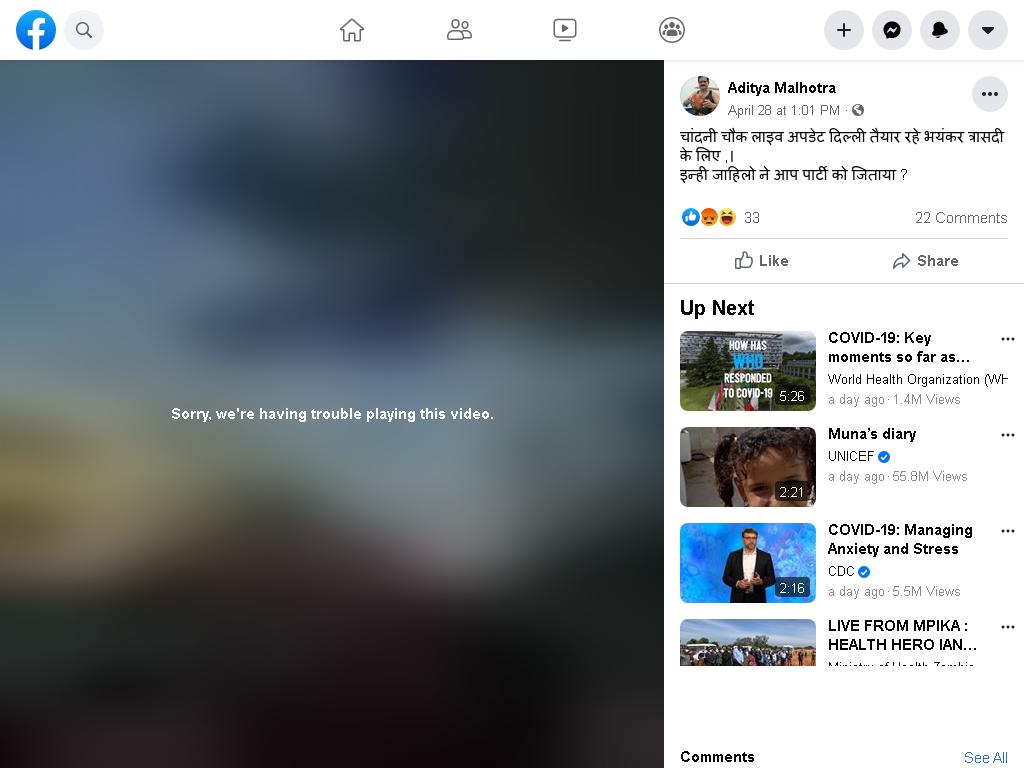 Aditya Malhotra
April 28 at 1:01 PM ·
चांदनी चौक लाइव अपडेट दिल्ली तैयार रहे भयंकर त्रासदी
के लिए ,।
इन्ही जाहिलो ने आप पार्टी को जिताया ?
33
22 Comments
Like
Share
Sorry, we're having trouble playing this video.
Up Next
HOW HAS
WHO
RESPONDED
TO COVID-19
5:26
COVID-19: Key
moments so far as...
World Health Organization (WH
a day ago · 1.4M Views
2:21
Muna's diary
UNICEF
a day ago · 55.8M Views
2:16
COVID-19: Managing
Anxiety and Stress
CDC
a day ago · 5.5M Views
LIVE FROM MPIKA :
HEALTH HERO IAN...
Ministry of Health Zambia
Comments
See All